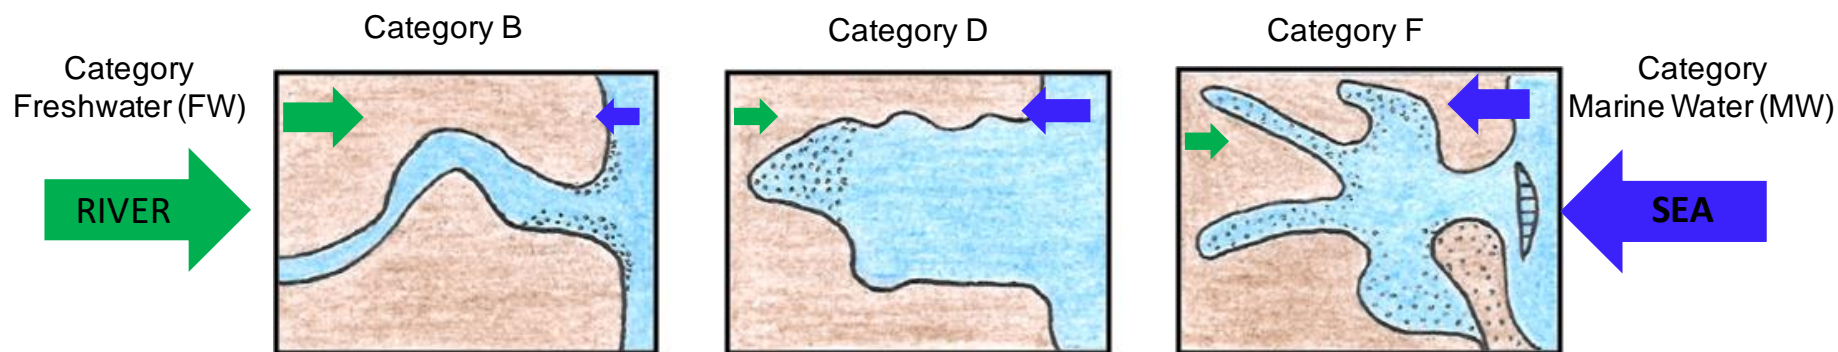 Category B
Category D
Category F
Category
Freshwater (FW)
Category
Marine Water (MW)
RIVER
SEA